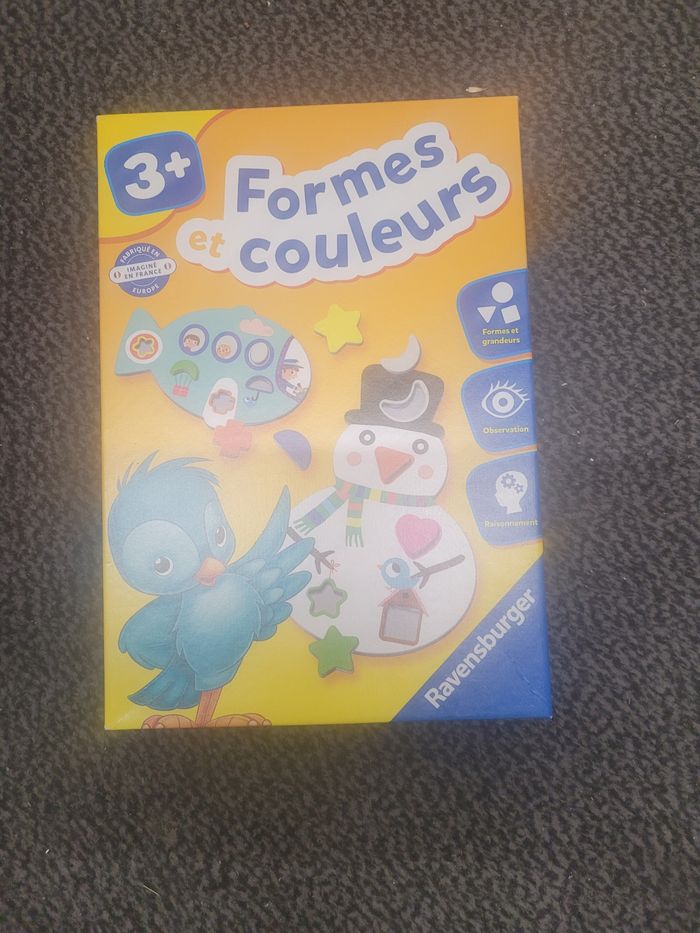 3+
Formes
et couleurs
FABRIQUÉ EN
IMAGINÉ
EN FRANCE
EUROPE
Formes et
grandeurs
Observation
Raisonnement
Ravensburger